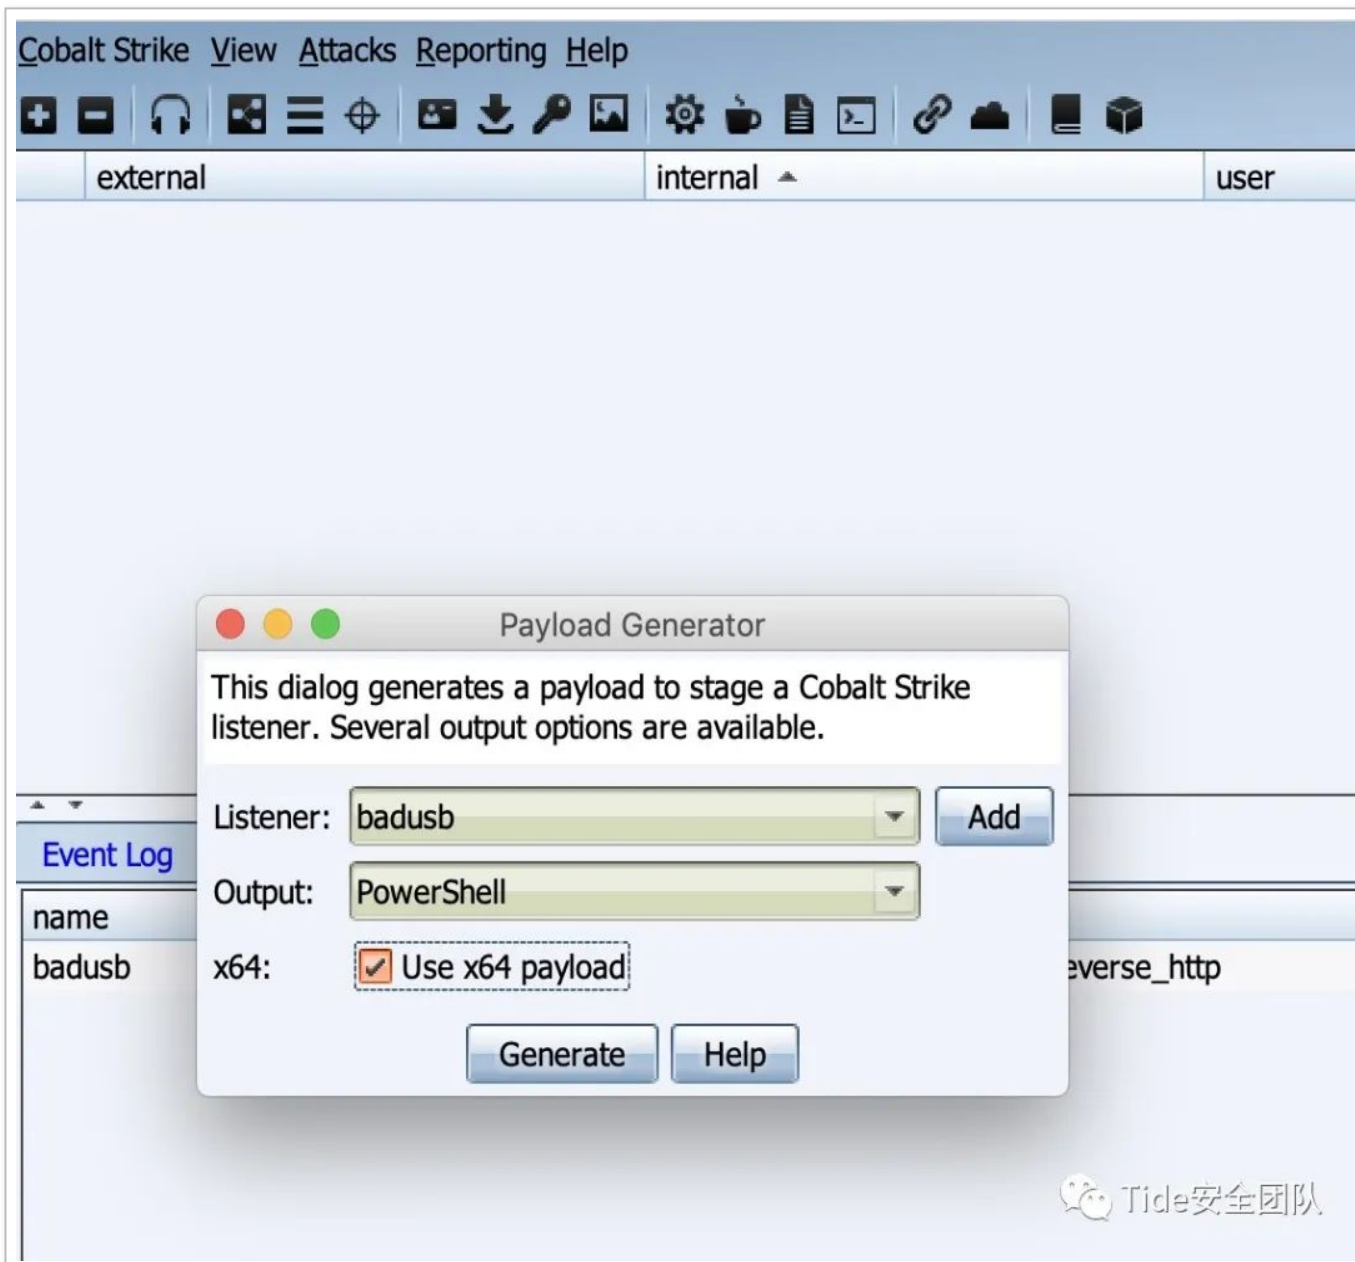 Cobalt Strike View Attacks Reporting Help
external internal user
Payload Generator
This dialog generates a payload to stage a Cobalt Strike
listener. Several output options are available.
Listener: badusb Add
Output: PowerShell
x64: Use x64 payload
Generate Help
Event Log
name
badusb everse_http
Tide安全团队